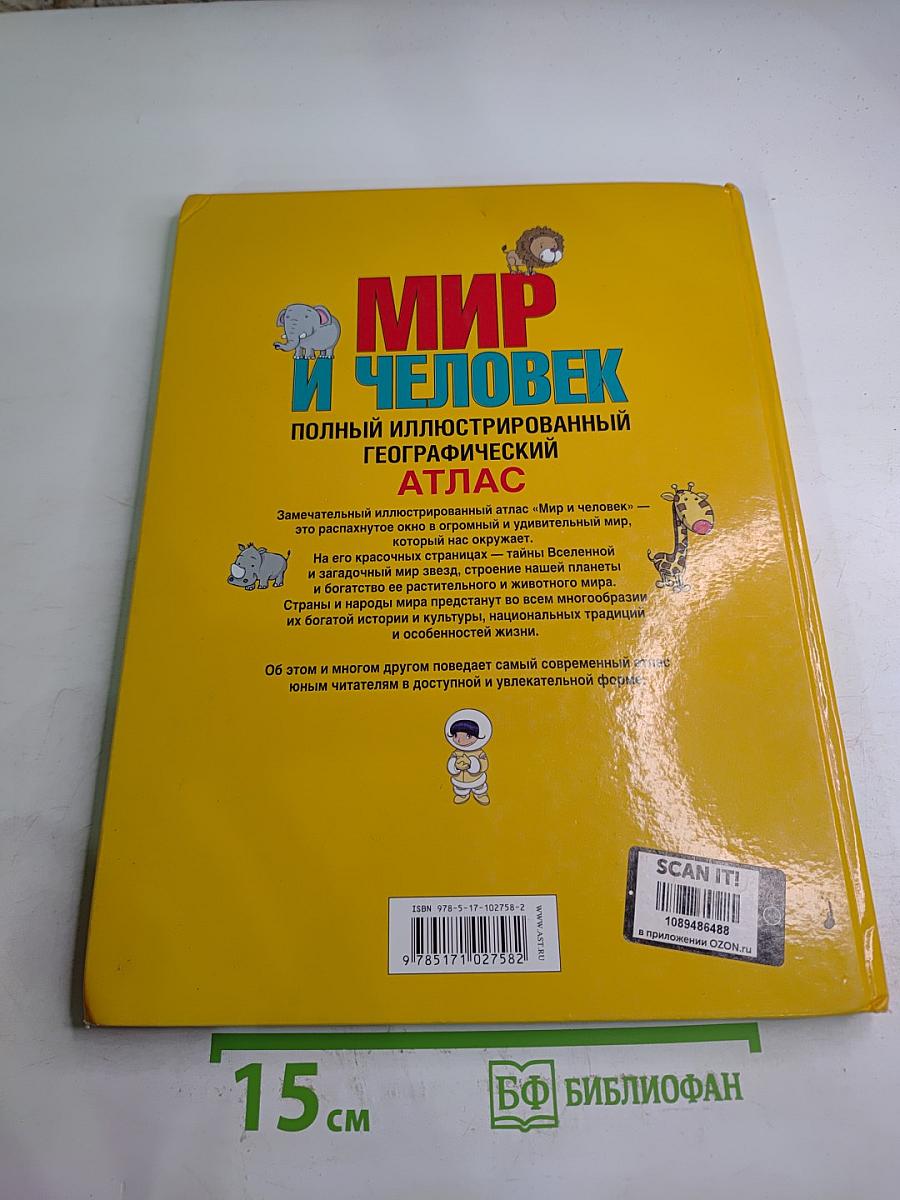 МИР
И ЧЕЛОВЕК
ПОЛНЫЙ ИЛЛЮСТРИРОВАННЫЙ
ГЕОГРАФИЧЕСКИЙ
АТЛАС
Замечательный иллюстрированный атлас «Мир и человек» —
это распахнутое окно в огромный и удивительный мир,
который нас окружает.
На его красочных страницах — тайны Вселенной
и загадочный мир звезд, строение нашей планеты
и богатство ее растительного и животного мира.
Страны и народы мира предстанут во всем многообразии
их богатой истории и культуры, национальных традиций
и особенностей жизни.
Об этом и многом другом поведает самый современный атлас
юным читателям в доступной и увлекательной форме.
ISBN 978-5-17-102758-2
9 785171 027582
WWW.AST.RU
SCAN IT!
1089486488
в приложении OZON.ru
15 см
БФ БИБЛИОФАН